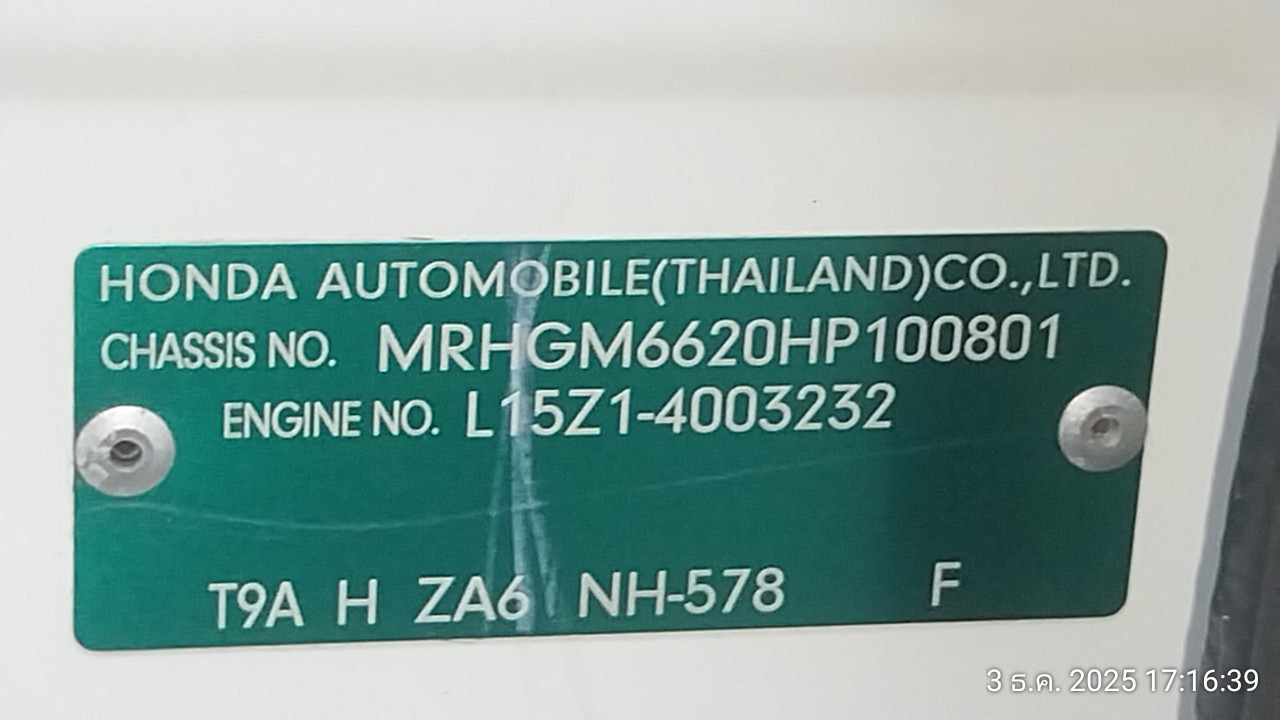 HONDA AUTOMOBILE(THAILAND)CO.,LTD.
CHASSIS NO. MRHGM6620HP100801
ENGINE NO. L15Z1-4003232
T9A H ZA6 NH-578 F
3 ธ.ค. 2025 17:16:39